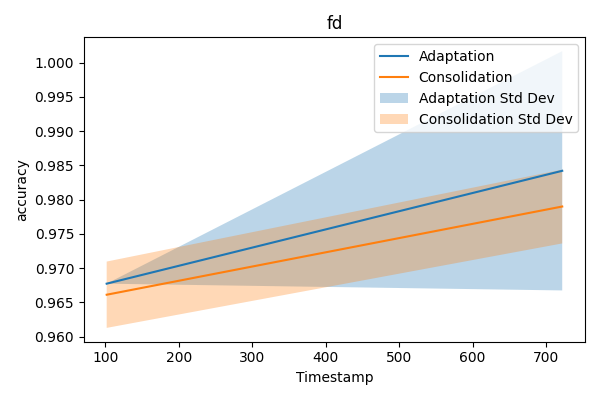 fd
Adaptation
Consolidation
Adaptation Std Dev
Consolidation Std Dev
1.000
0.995
0.990
0.985
0.980
0.975
0.970
0.965
0.960
accuracy
100 200 300 400 500 600 700
Timestamp